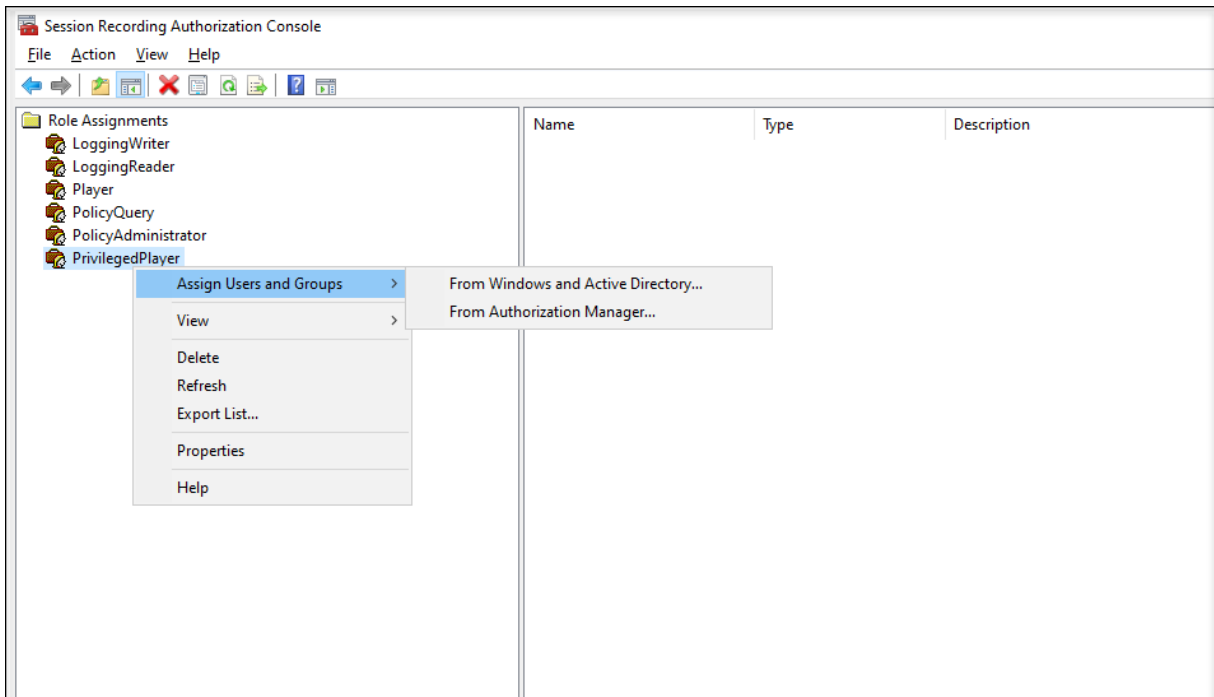 Session Recording Authorization Console
File Action View Help
Role Assignments
LoggingWriter
LoggingReader
Player
PolicyQuery
PolicyAdministrator
PrivilegedPlayer
Name Type Description
Assign Users and Groups
View
Delete
Refresh
Export List...
Properties
Help
From Windows and Active Directory...
From Authorization Manager...